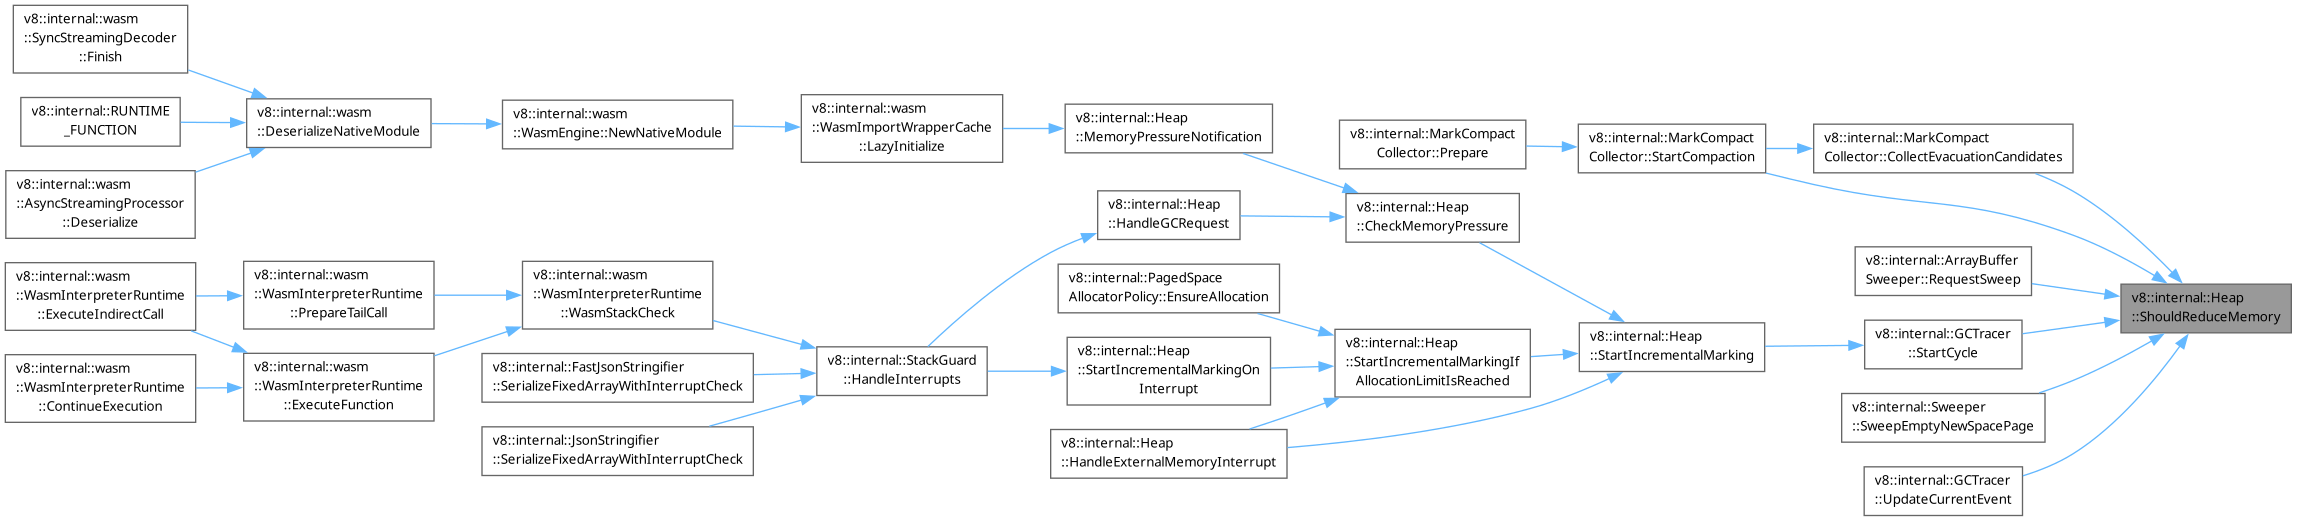 v8::internal::wasm
::SyncStreamingDecoder
::Finish
v8::internal::RUNTIME
_FUNCTION
v8::internal::wasm
::AsyncStreamingProcessor
::Deserialize
v8::internal::wasm
::WasmInterpreterRuntime
::ExecuteIndirectCall
v8::internal::wasm
::WasmInterpreterRuntime
::ContinueExecution
v8::internal::wasm
::DeserializeNativeModule
v8::internal::wasm
::WasmInterpreterRuntime
::PrepareTailCall
v8::internal::wasm
::WasmInterpreterRuntime
::ExecuteFunction
v8::internal::wasm
::WasmEngine::NewNativeModule
v8::internal::wasm
::WasmInterpreterRuntime
::WasmStackCheck
v8::internal::FastJsonStringifier
::SerializeFixedArrayWithInterruptCheck
v8::internal::JsonStringifier
::SerializeFixedArrayWithInterruptCheck
v8::internal::wasm
::WasmImportWrapperCache
::LazyInitialize
v8::internal::StackGuard
::HandleInterrupts
v8::internal::Heap
::MemoryPressureNotification
v8::internal::Heap
::HandleGCRequest
v8::internal::PagedSpace
AllocatorPolicy::EnsureAllocation
v8::internal::Heap
::StartIncrementalMarkingOn
Interrupt
v8::internal::Heap
::HandleExternalMemoryInterrupt
v8::internal::MarkCompact
Collector::Prepare
v8::internal::Heap
::CheckMemoryPressure
v8::internal::Heap
::StartIncrementalMarkingIf
AllocationLimitIsReached
v8::internal::MarkCompact
Collector::StartCompaction
v8::internal::Heap
::StartIncrementalMarking
v8::internal::MarkCompact
Collector::CollectEvacuationCandidates
v8::internal::ArrayBuffer
Sweeper::RequestSweep
v8::internal::GCTracer
::StartCycle
v8::internal::Sweeper
::SweepEmptyNewSpacePage
v8::internal::GCTracer
::UpdateCurrentEvent
v8::internal::Heap
::ShouldReduceMemory